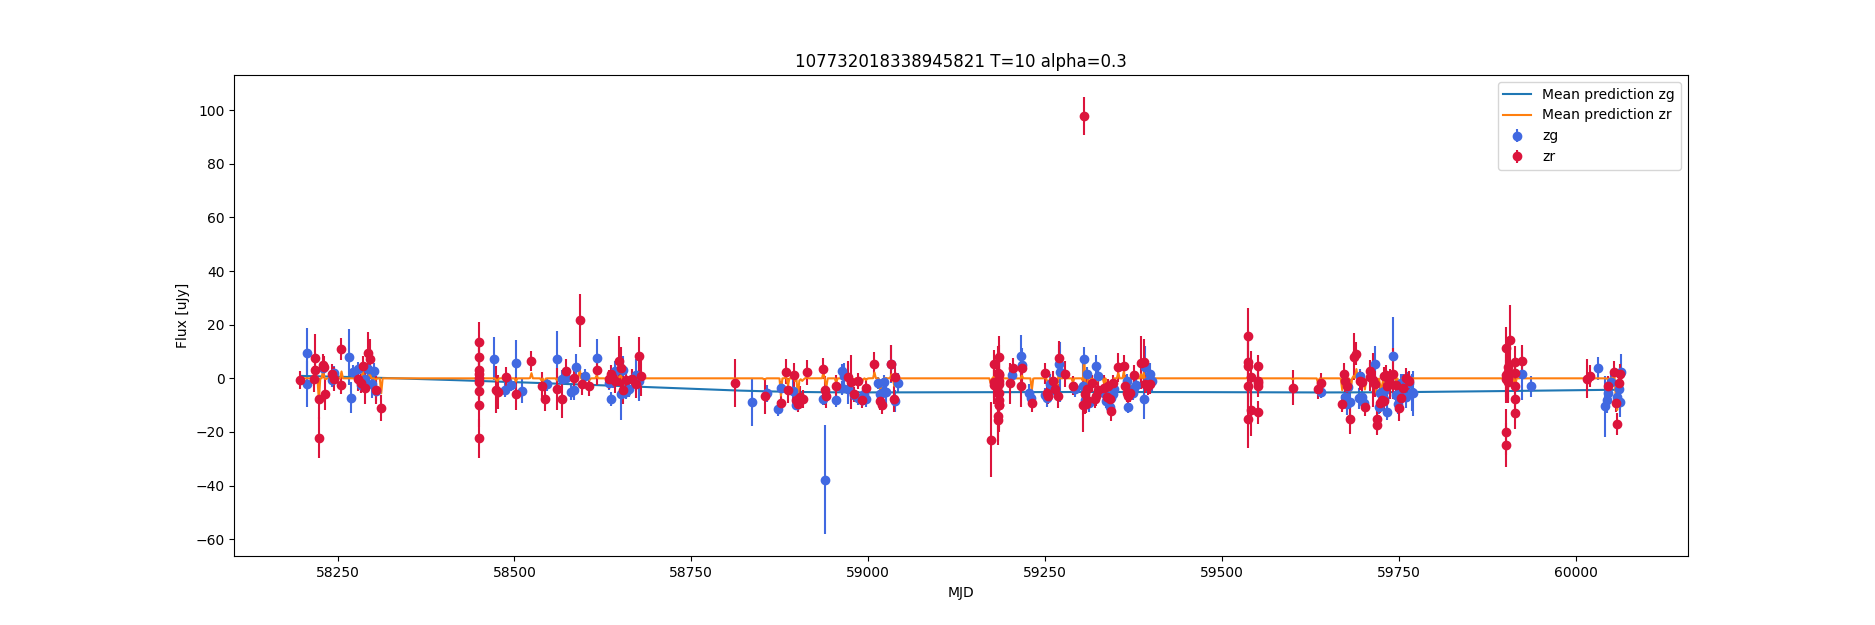 107732018338945821 T=10 alpha=0.3
Mean prediction zg
Mean prediction zr
zg
zr
Flux [uJy]
100
80
60
40
20
0
−20
−40
−60
58250 58500 58750 59000 59250 59500 59750 60000
MJD